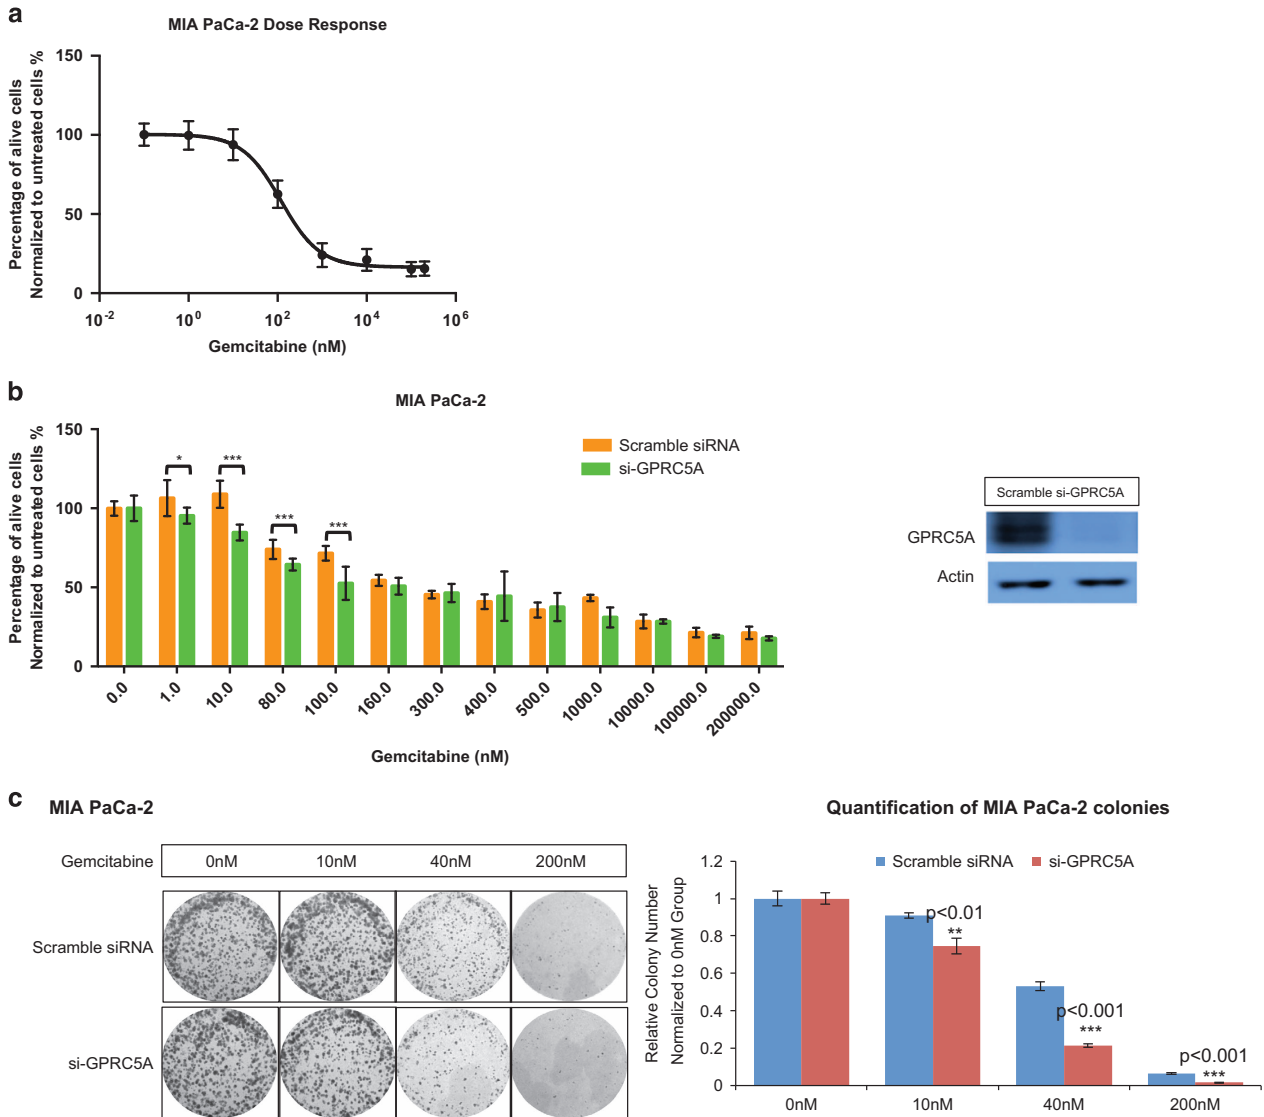 a
MIA PaCa-2 Dose Response
Percentage of alive cells
Normalized to untreated cells %
150
100
50
0
10-2
100
102
104
106
Gemcitabine (nM)
b
MIA PaCa-2
Percentage of alive cells
Normalized to untreated cells %
150
100
50
0
*
***
***
***
Scramble siRNA
si-GPRC5A
0.0
1.0
10.0
80.0
100.0
160.0
300.0
400.0
500.0
1000.0
10000.0
100000.0
200000.0
Gemcitabine (nM)
Scramble si-GPRC5A
GPRC5A
Actin
c
MIA PaCa-2
Gemcitabine
0nM
10nM
40nM
200nM
Scramble siRNA
si-GPRC5A
Quantification of MIA PaCa-2 colonies
Relative Colony Number
Normalized to 0nM Group
1.2
1
0.8
0.6
0.4
0.2
0
Scramble siRNA
si-GPRC5A
p<0.01
**
p<0.001
***
p<0.001
***
0nM
10nM
40nM
200nM